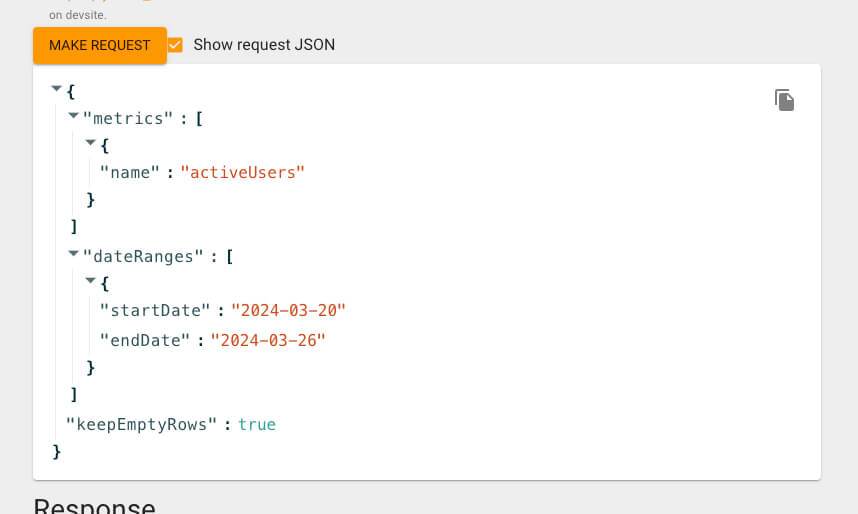 on devsite.
MAKE REQUEST Show request JSON
{
"metrics" : [
{
"name" : "activeUsers"
}
]
"dateRanges" : [
{
"startDate" : "2024-03-20"
"endDate" : "2024-03-26"
}
]
"keepEmptyRows" : true
}
Response